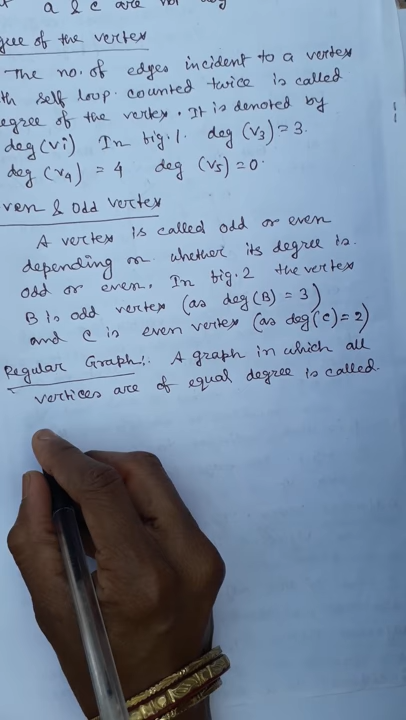 a & c are not
gree of the vertex
The no. of edges incident to a vertex
th self loop. counted twice is called
egree of the vertex. It is denoted by
deg (vi) In fig. 1. deg (v3) = 3.
deg (v4) = 4 deg (v5) = 0.
ven & odd vertex
A vertex is called odd or even
depending on whether its degree is.
odd or even. In fig. 2 the vertex
B is odd vertex (as deg (B) = 3)
and C is even vertex (as deg (C) = 2)
Regular Graph:. A graph in which all
vertices are of equal degree is called.